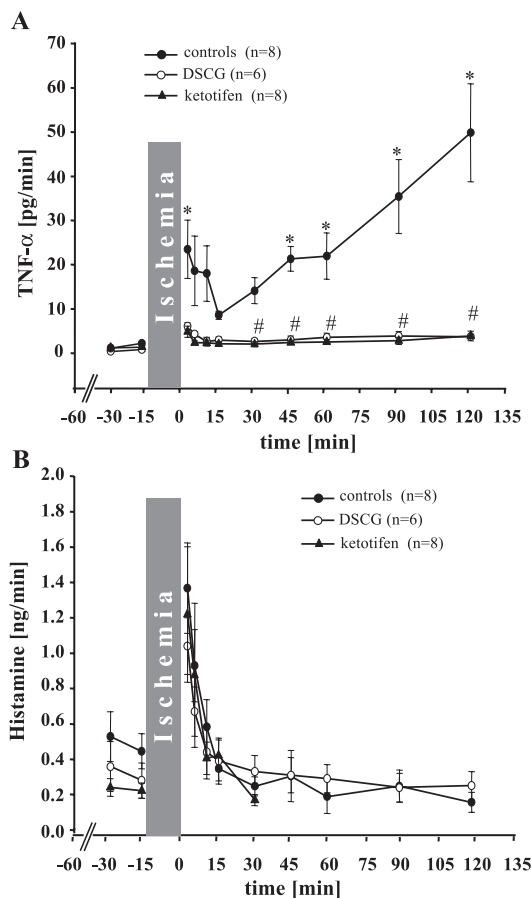 A
controls (n=8)
DSCG (n=6)
ketotifen (n=8)
70
60
50
40
30
20
10
0
TNF-α [pg/min]
Ischemia
* * * * * *
# # # # #
-60 -30 -15 0 15 30 45 60 75 90 105 120 135
time [min]
B
controls (n=8)
DSCG (n=6)
ketotifen (n=8)
2.0
1.8
1.6
1.4
1.2
1.0
0.8
0.6
0.4
0.2
0.0
Histamine [ng/min]
Ischemia
-60 -30 -15 0 15 30 45 60 75 90 105 120 135
time [min]